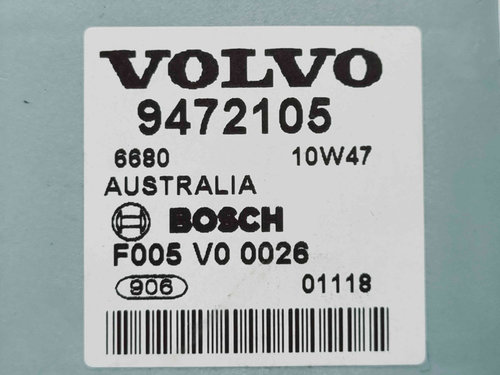 VOLVO
9472105
6680 10W47
AUSTRALIA
BOSCH
F005 V0 0026
906 01118